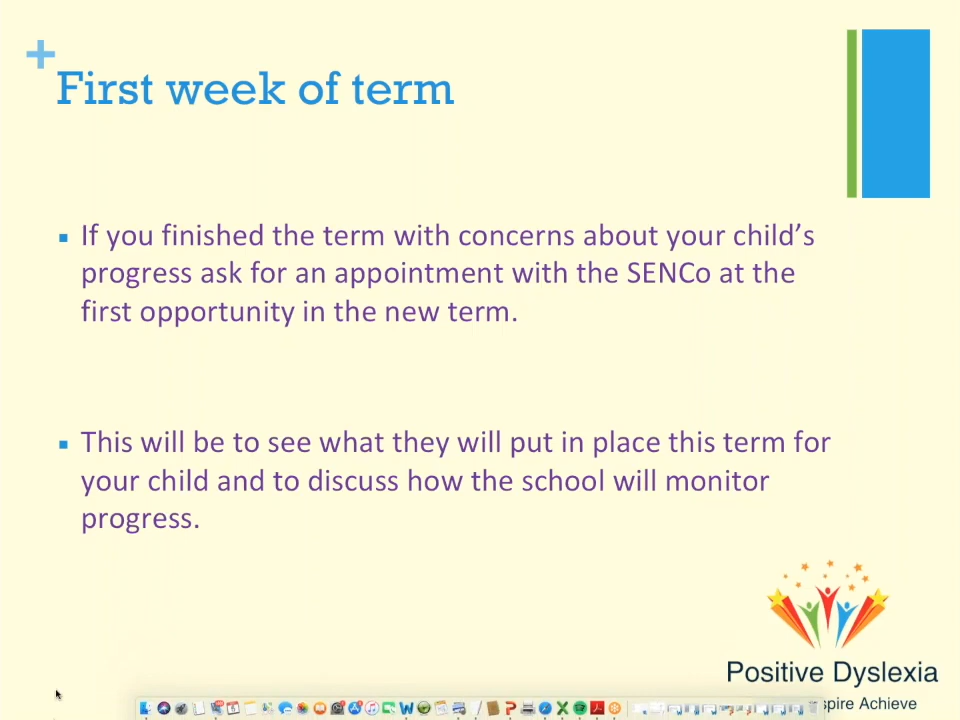 +
First week of term
If you finished the term with concerns about your child's
progress ask for an appointment with the SENCo at the
first opportunity in the new term.
This will be to see what they will put in place this term for
your child and to discuss how the school will monitor
progress.
Positive Dyslexia
Achieve